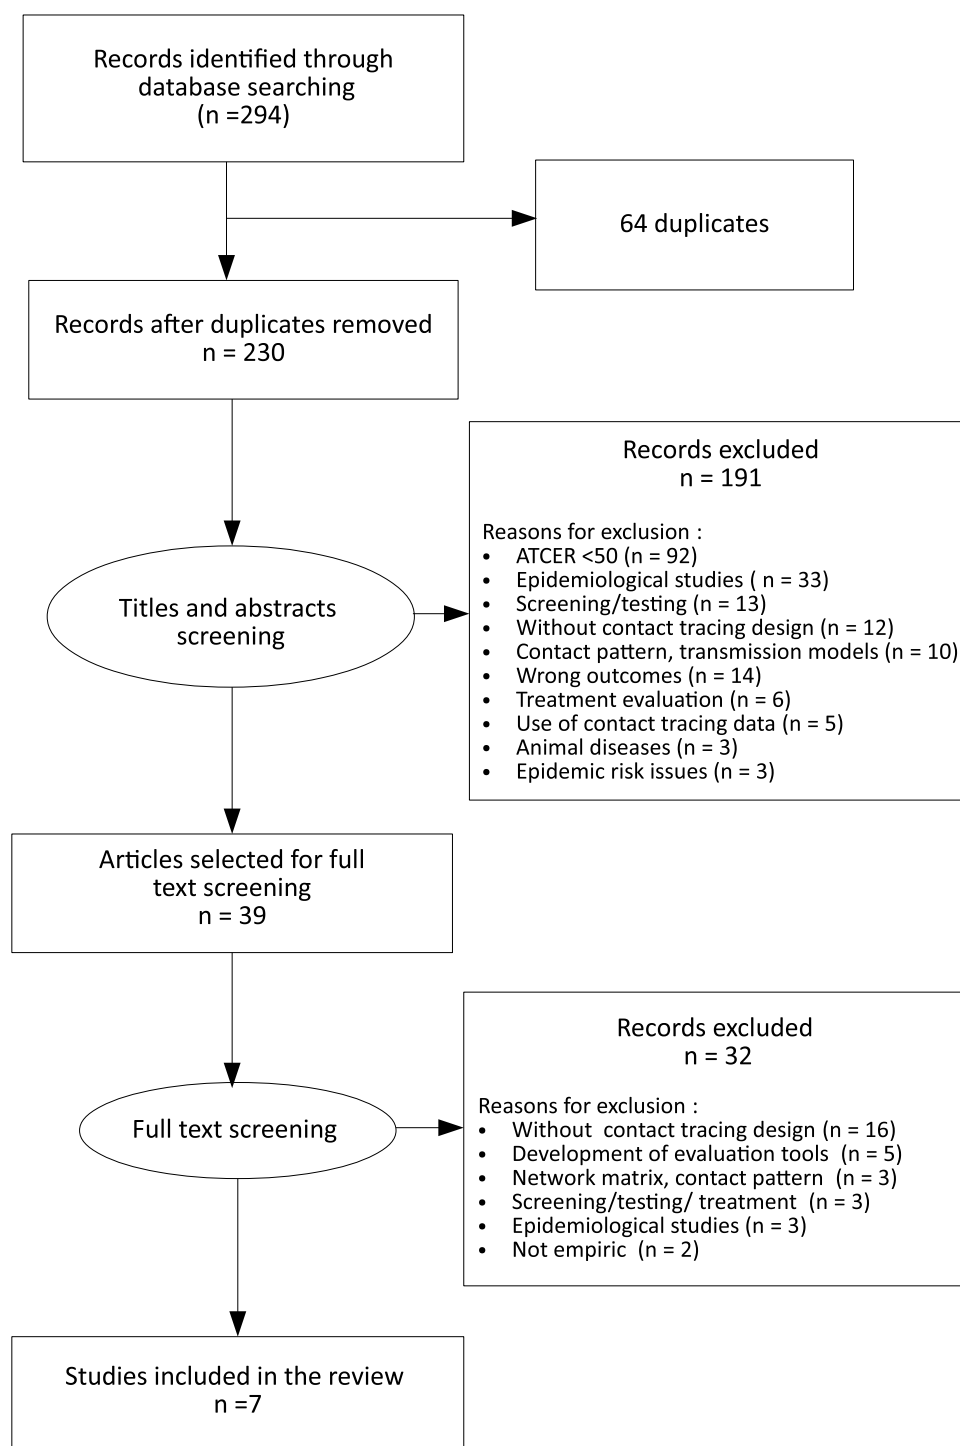 Records identified through
database searching
(n =294)
64 duplicates
Records after duplicates removed
n = 230
Records excluded
n = 191
Reasons for exclusion :
• ATCER <50 (n = 92)
• Epidemiological studies ( n = 33)
• Screening/testing (n = 13)
• Without contact tracing design (n = 12)
• Contact pattern, transmission models (n = 10)
• Wrong outcomes (n = 14)
• Treatment evaluation (n = 6)
• Use of contact tracing data (n = 5)
• Animal diseases (n = 3)
• Epidemic risk issues (n = 3)
Titles and abstracts
screening
Articles selected for full
text screening
n = 39
Records excluded
n = 32
Reasons for exclusion :
• Without  contact tracing design (n = 16)
• Development of evaluation tools  (n = 5)
• Network matrix, contact pattern  (n = 3)
• Screening/testing/ treatment  (n = 3)
• Epidemiological studies (n = 3)
• Not empiric  (n = 2)
Full text screening
Studies included in the review
n =7